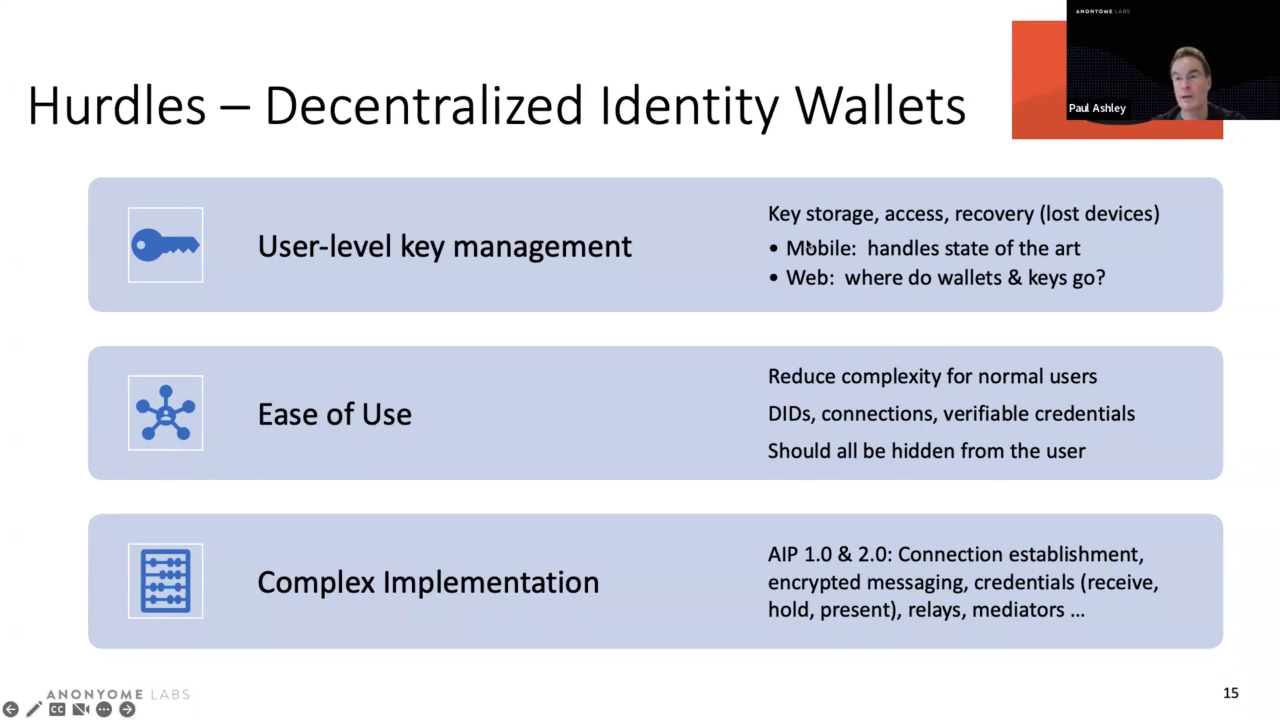 ANONYOME LABS
Paul Ashley
Hurdles – Decentralized Identity Wallets
User-level key management
Key storage, access, recovery (lost devices)
• Mobile: handles state of the art
• Web: where do wallets & keys go?
Ease of Use
Reduce complexity for normal users
DIDs, connections, verifiable credentials
Should all be hidden from the user
Complex Implementation
AIP 1.0 & 2.0: Connection establishment,
encrypted messaging, credentials (receive,
hold, present), relays, mediators ...
ANONYOME LABS
CC
15